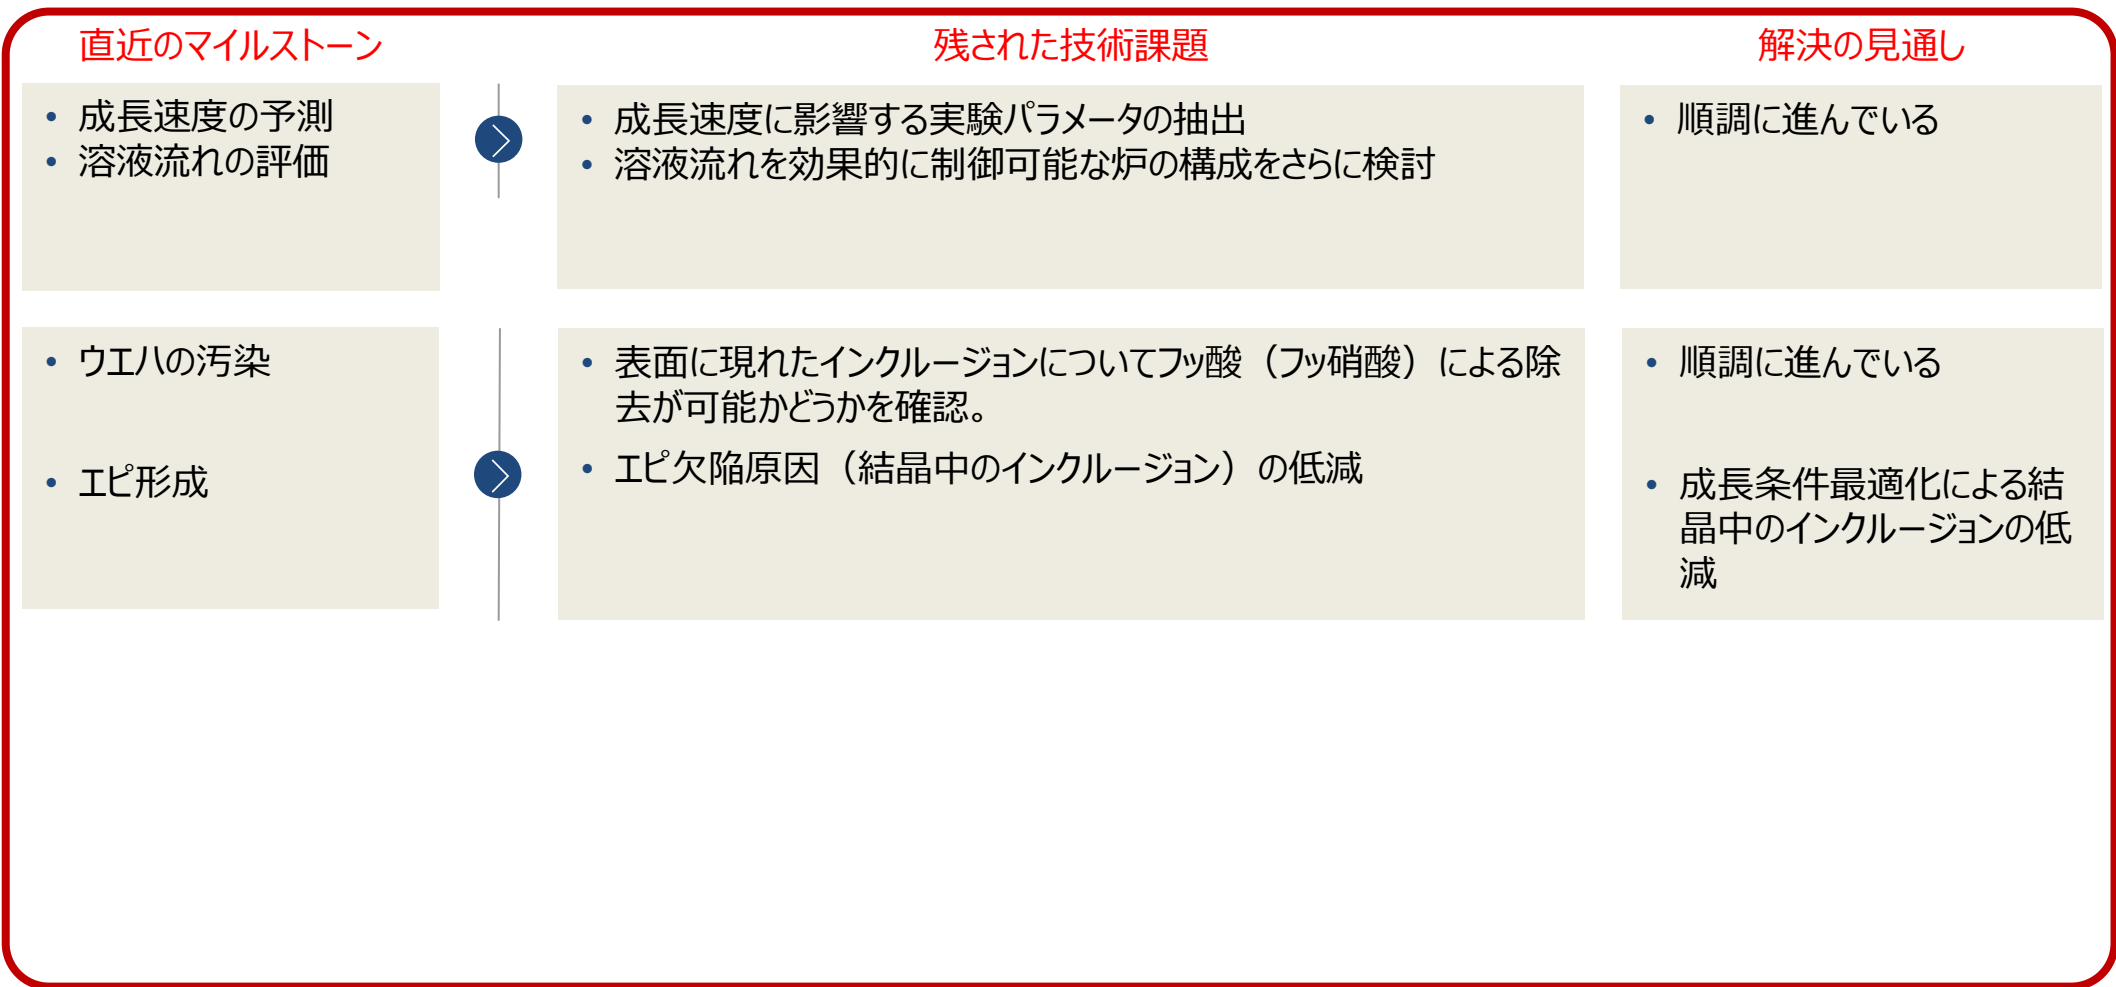 直近のマイルストーン
残された技術課題
解決の見通し
• 成長速度の予測
• 溶液流れの評価
• 成長速度に影響する実験パラメータの抽出
• 溶液流れを効果的に制御可能な炉の構成をさらに検討
• 順調に進んでいる
• ウエハの汚染
• エピ形成
• 表面に現れたインクルージョンについてフッ酸（フッ硝酸）による除
去が可能かどうかを確認。
• エピ欠陥原因（結晶中のインクルージョン）の低減
• 順調に進んでいる
• 成長条件最適化による結
晶中のインクルージョンの低
減